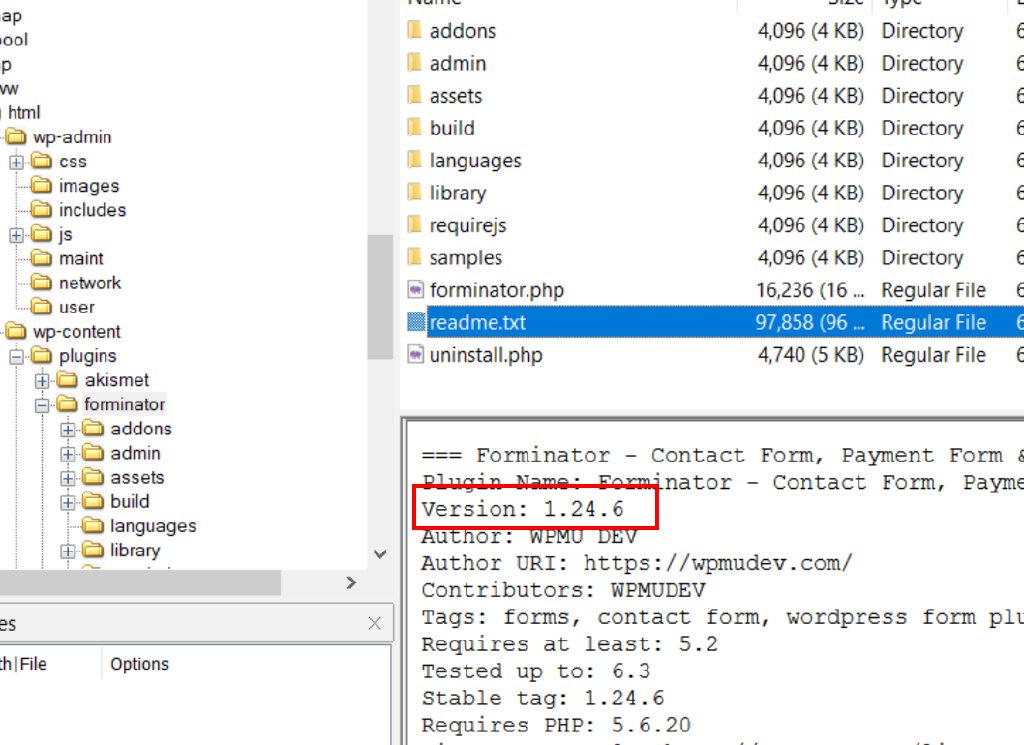 html
wp-admin
css
images
includes
js
maint
network
user
wp-content
plugins
akismet
forminator
addons
admin
assets
build
languages
library
Options
File
Name Size Type
addons 4,096 (4 KB) Directory
admin 4,096 (4 KB) Directory
assets 4,096 (4 KB) Directory
build 4,096 (4 KB) Directory
languages 4,096 (4 KB) Directory
library 4,096 (4 KB) Directory
requirejs 4,096 (4 KB) Directory
samples 4,096 (4 KB) Directory
forminator.php 16,236 (16 ... Regular File
readme.txt 97,858 (96 ... Regular File
uninstall.php 4,740 (5 KB) Regular File
=== Forminator – Contact Form, Payment Form &
Plugin Name: Forminator – Contact Form, Payme
Version: 1.24.6
Author: WPMU DEV
Author URI: https://wpmudev.com/
Contributors: WPMUDEV
Tags: forms, contact form, wordpress form plu
Requires at least: 5.2
Tested up to: 6.3
Stable tag: 1.24.6
Requires PHP: 5.6.20